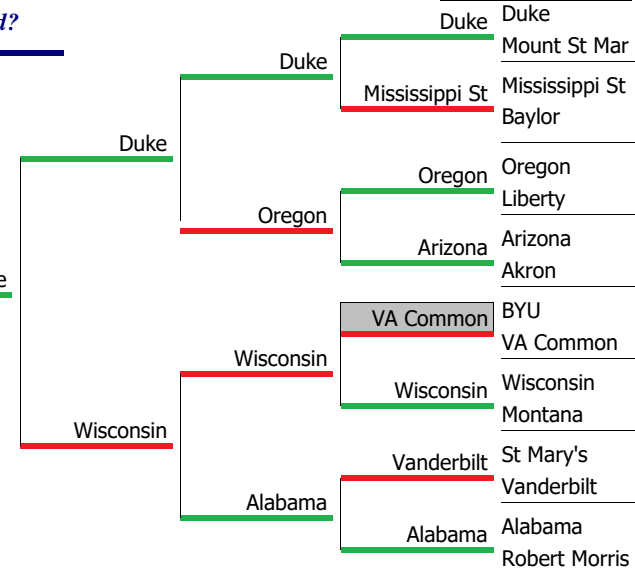 d?
Duke
Mount St Mar
Mississippi St
Baylor
Oregon
Liberty
Arizona
Akron
BYU
VA Common
Wisconsin
Montana
St Mary's
Vanderbilt
Alabama
Robert Morris
Duke
Mississippi St
Oregon
Arizona
VA Common
Wisconsin
Vanderbilt
Alabama
Duke
Oregon
Wisconsin
Alabama
Duke
Wisconsin
e